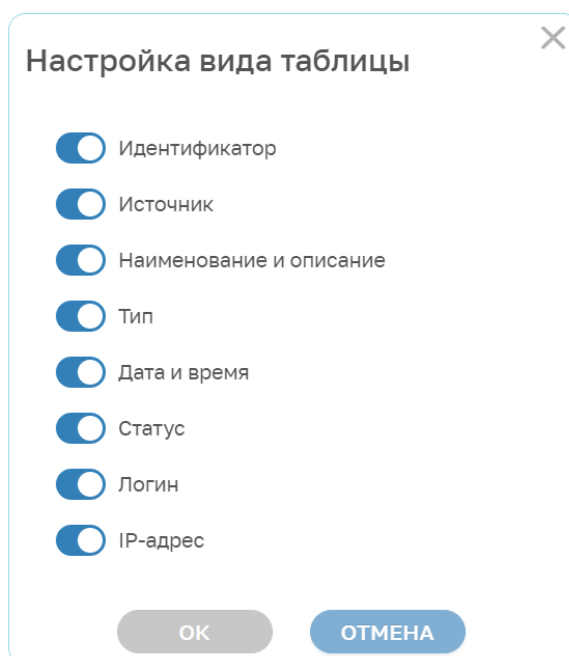 Настройка вида таблицы
Идентификатор
Источник
Наименование и описание
Тип
Дата и время
Статус
Логин
IP-адрес
ОК
ОТМЕНА